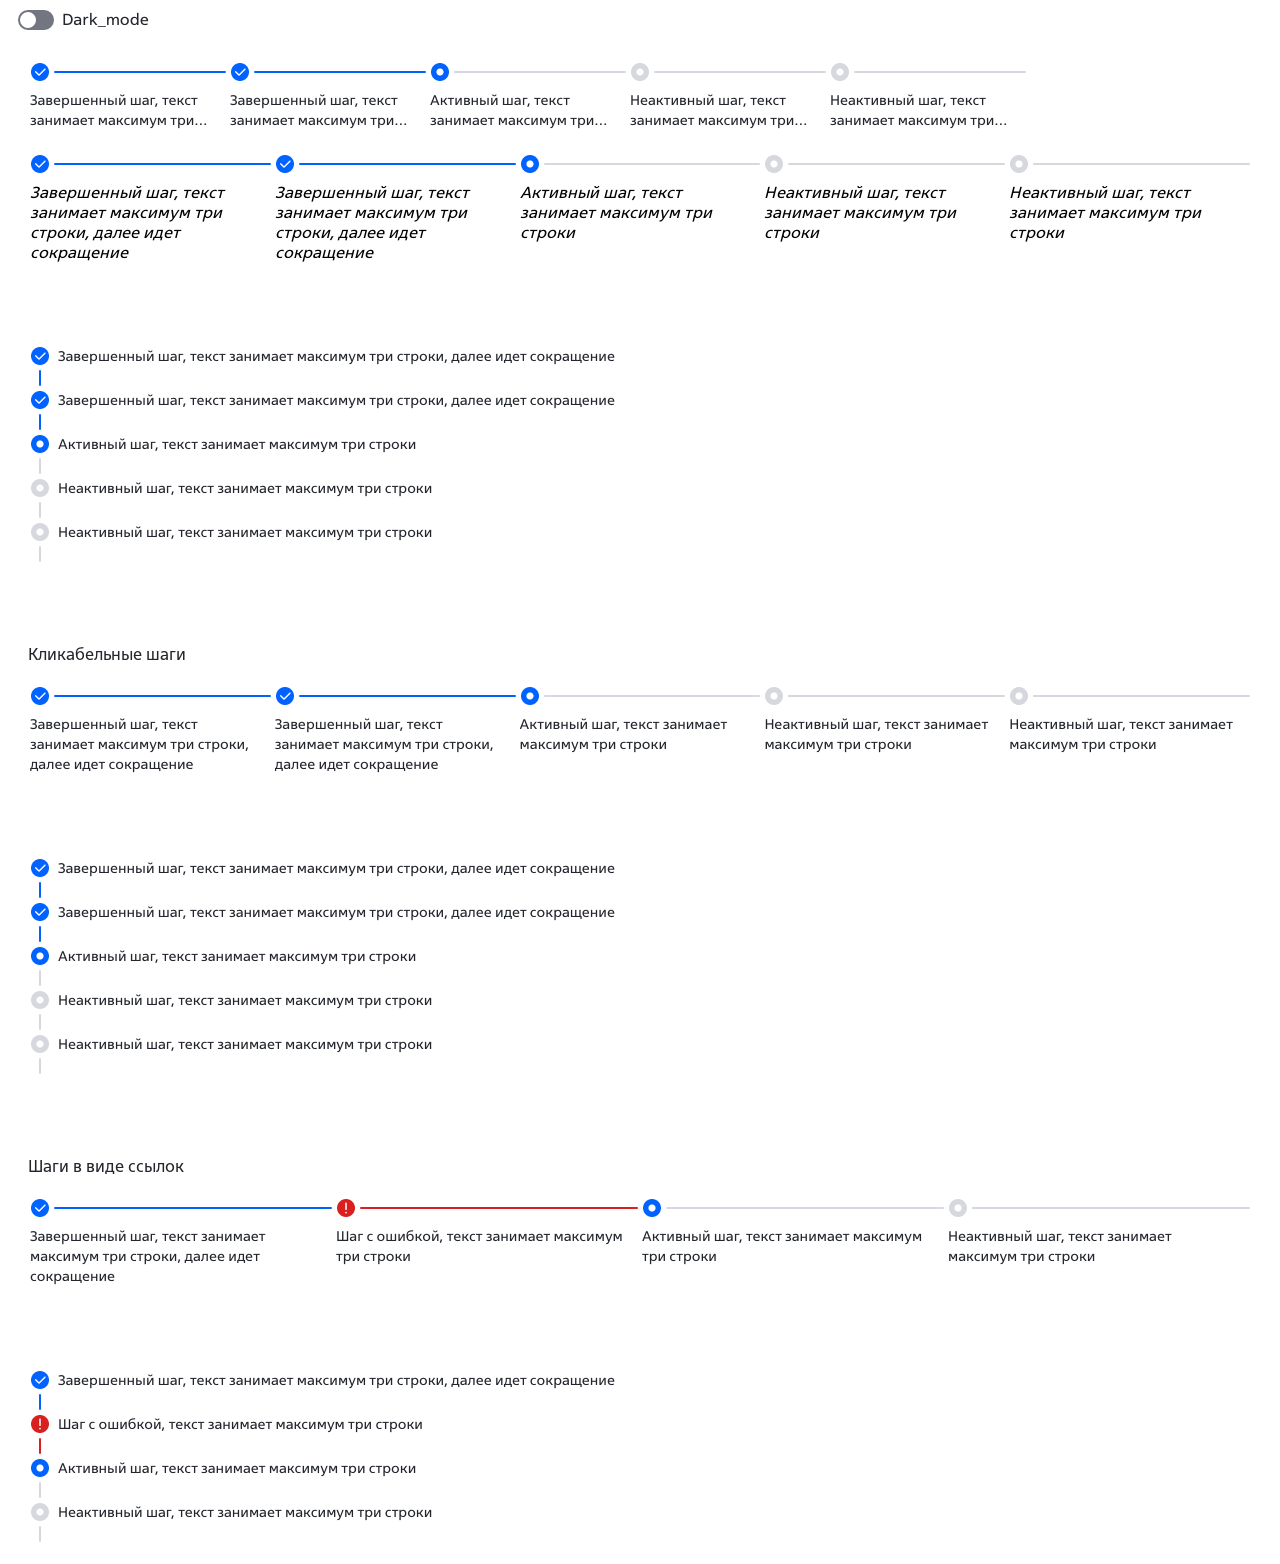 Dark_mode
Завершенный шаг, текст
занимает максимум три...
Завершенный шаг, текст
занимает максимум три...
Активный шаг, текст
занимает максимум три...
Неактивный шаг, текст
занимает максимум три...
Неактивный шаг, текст
занимает максимум три...
Завершенный шаг, текст
занимает максимум три
строки, далее идет
сокращение
Завершенный шаг, текст
занимает максимум три
строки, далее идет
сокращение
Активный шаг, текст
занимает максимум три
строки
Неактивный шаг, текст
занимает максимум три
строки
Неактивный шаг, текст
занимает максимум три
строки
Завершенный шаг, текст занимает максимум три строки, далее идет сокращение
Завершенный шаг, текст занимает максимум три строки, далее идет сокращение
Активный шаг, текст занимает максимум три строки
Неактивный шаг, текст занимает максимум три строки
Неактивный шаг, текст занимает максимум три строки
Кликабельные шаги
Завершенный шаг, текст
занимает максимум три строки,
далее идет сокращение
Завершенный шаг, текст
занимает максимум три строки,
далее идет сокращение
Активный шаг, текст занимает
максимум три строки
Неактивный шаг, текст занимает
максимум три строки
Неактивный шаг, текст занимает
максимум три строки
Завершенный шаг, текст занимает максимум три строки, далее идет сокращение
Завершенный шаг, текст занимает максимум три строки, далее идет сокращение
Активный шаг, текст занимает максимум три строки
Неактивный шаг, текст занимает максимум три строки
Неактивный шаг, текст занимает максимум три строки
Шаги в виде ссылок
Завершенный шаг, текст занимает
максимум три строки, далее идет
сокращение
Шаг с ошибкой, текст занимает максимум
три строки
Активный шаг, текст занимает максимум
три строки
Неактивный шаг, текст занимает
максимум три строки
Завершенный шаг, текст занимает максимум три строки, далее идет сокращение
Шаг с ошибкой, текст занимает максимум три строки
Активный шаг, текст занимает максимум три строки
Неактивный шаг, текст занимает максимум три строки